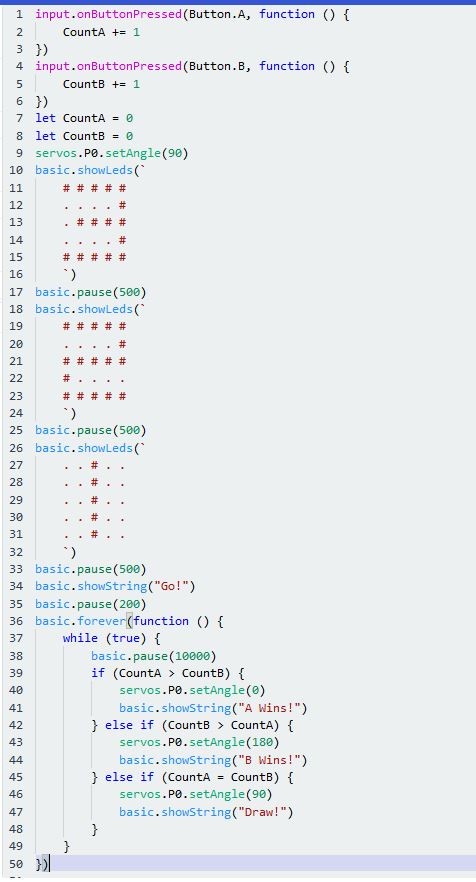 1 input.onButtonPressed(Button.A, function () {
2     CountA += 1
3 })
4 input.onButtonPressed(Button.B, function () {
5     CountB += 1
6 })
7 let CountA = 0
8 let CountB = 0
9 servos.P0.setAngle(90)
10 basic.showLeds(`
11     # # # # #
12     . . . . #
13     . # # # #
14     . . . . #
15     # # # # #
16     `)
17 basic.pause(500)
18 basic.showLeds(`
19     # # # # #
20     . . . . #
21     # # # # #
22     # . . . .
23     # # # # #
24     `)
25 basic.pause(500)
26 basic.showLeds(`
27     . . # . .
28     . . # . .
29     . . # . .
30     . . # . .
31     . . # . .
32     `)
33 basic.pause(500)
34 basic.showString("Go!")
35 basic.pause(200)
36 basic.forever(function () {
37     while (true) {
38         basic.pause(10000)
39         if (CountA > CountB) {
40             servos.P0.setAngle(0)
41             basic.showString("A Wins!")
42         } else if (CountB > CountA) {
43             servos.P0.setAngle(180)
44             basic.showString("B Wins!")
45         } else if (CountA = CountB) {
46             servos.P0.setAngle(90)
47             basic.showString("Draw!")
48         }
49     }
50 })